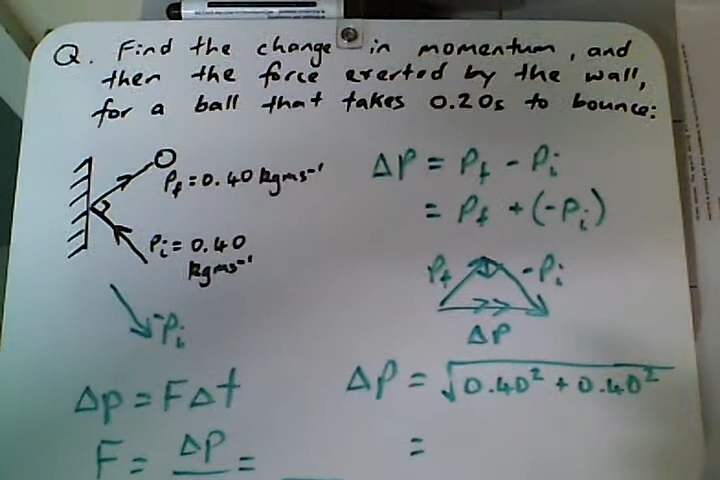 Q. Find the change in momentum, and
then the force exerted by the wall,
for a ball that takes 0.20s to bounce:
Pf = 0.40 kgms⁻¹
Pi = 0.40
kgms⁻¹
-Pi
ΔP = Pf - Pi
= Pf + (-Pi)
Pf -Pi
ΔP
Δp = FΔt
F = ΔP =
ΔP = √0.40² + 0.40²
=